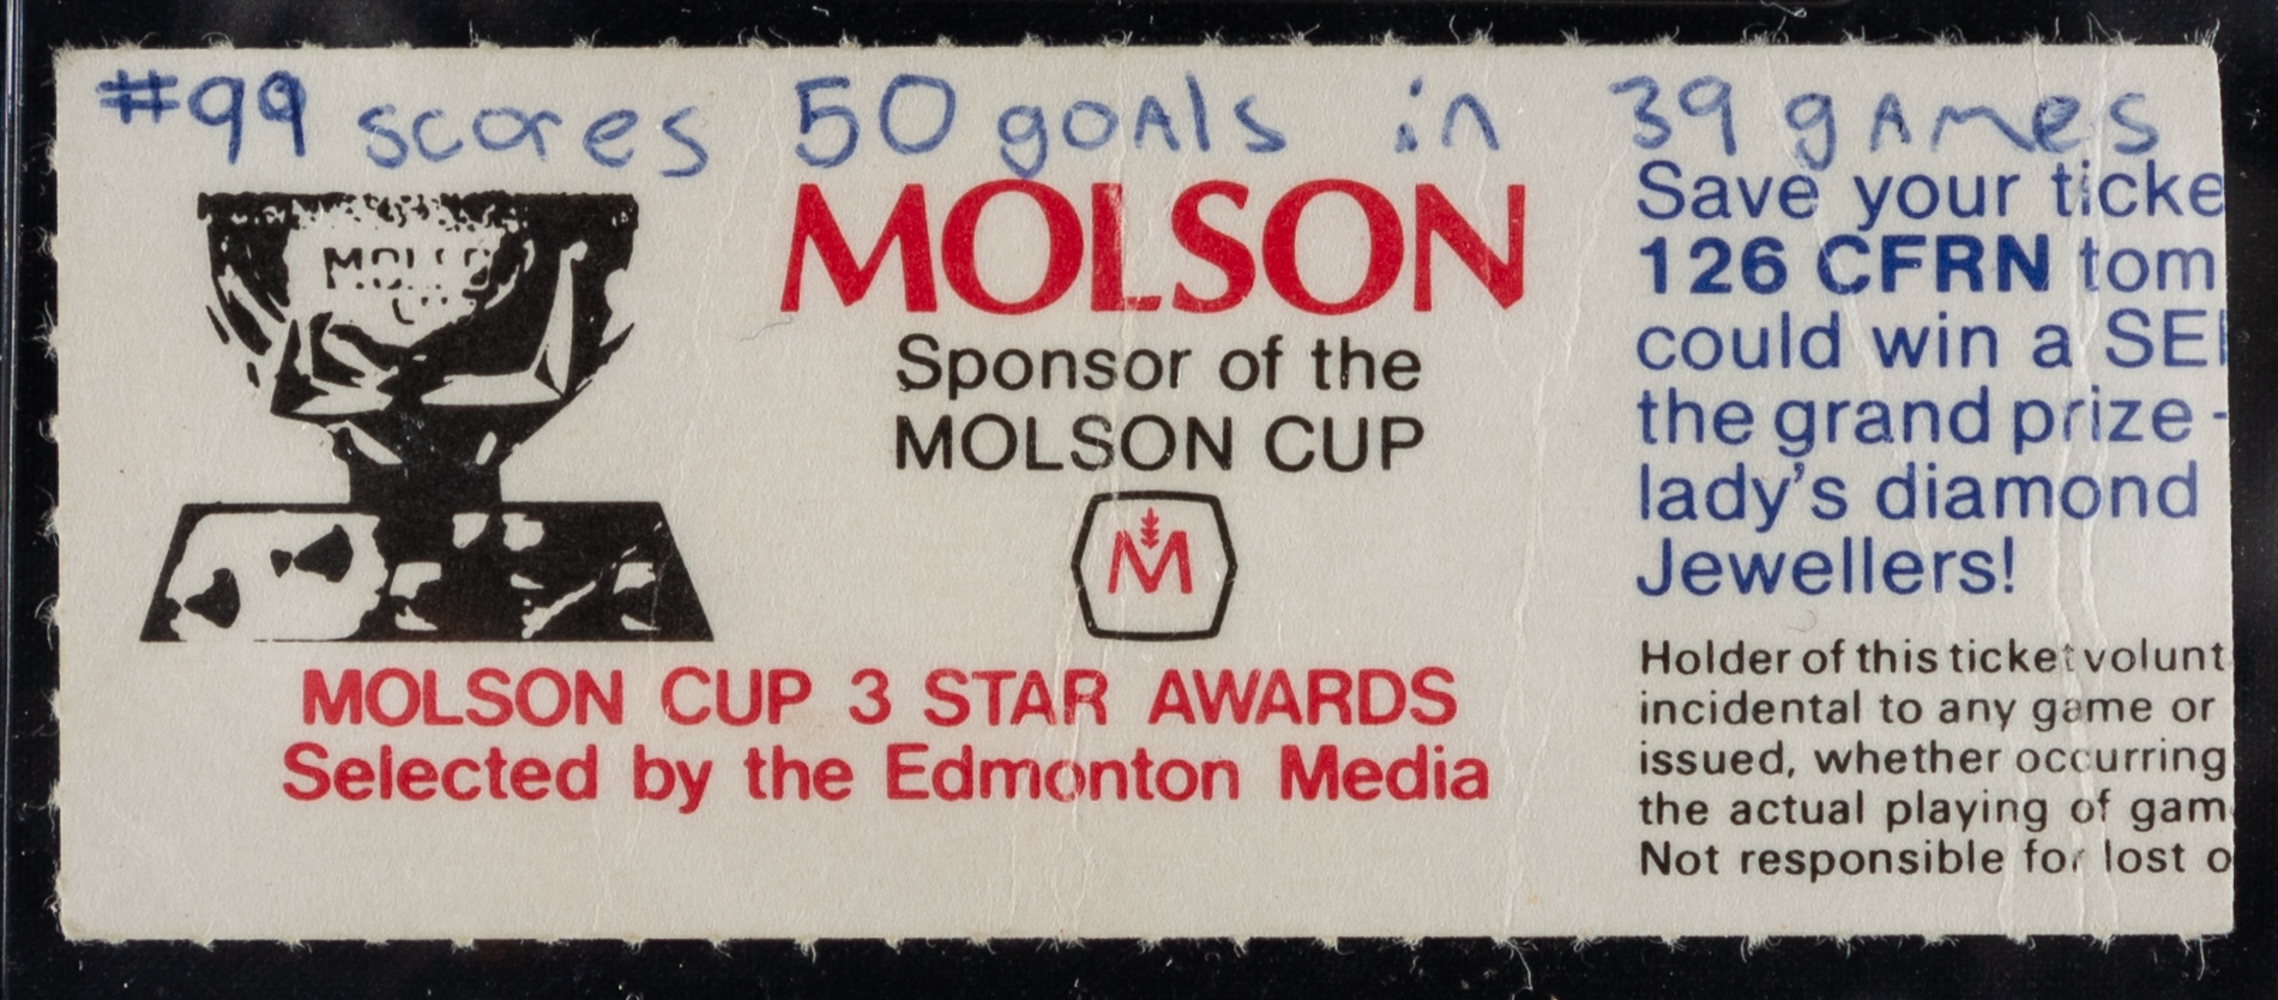 #99 scores 50 goals in 39 games
MOLSON
MOLSON
Sponsor of the
MOLSON CUP
M
MOLSON CUP 3 STAR AWARDS
Selected by the Edmonton Media
Save your ticke
126 CFRN tom
could win a SE
the grand prize -
lady's diamond
Jewellers!
Holder of this ticket volunt
incidental to any game or
issued, whether occurring
the actual playing of gam
Not responsible for lost o